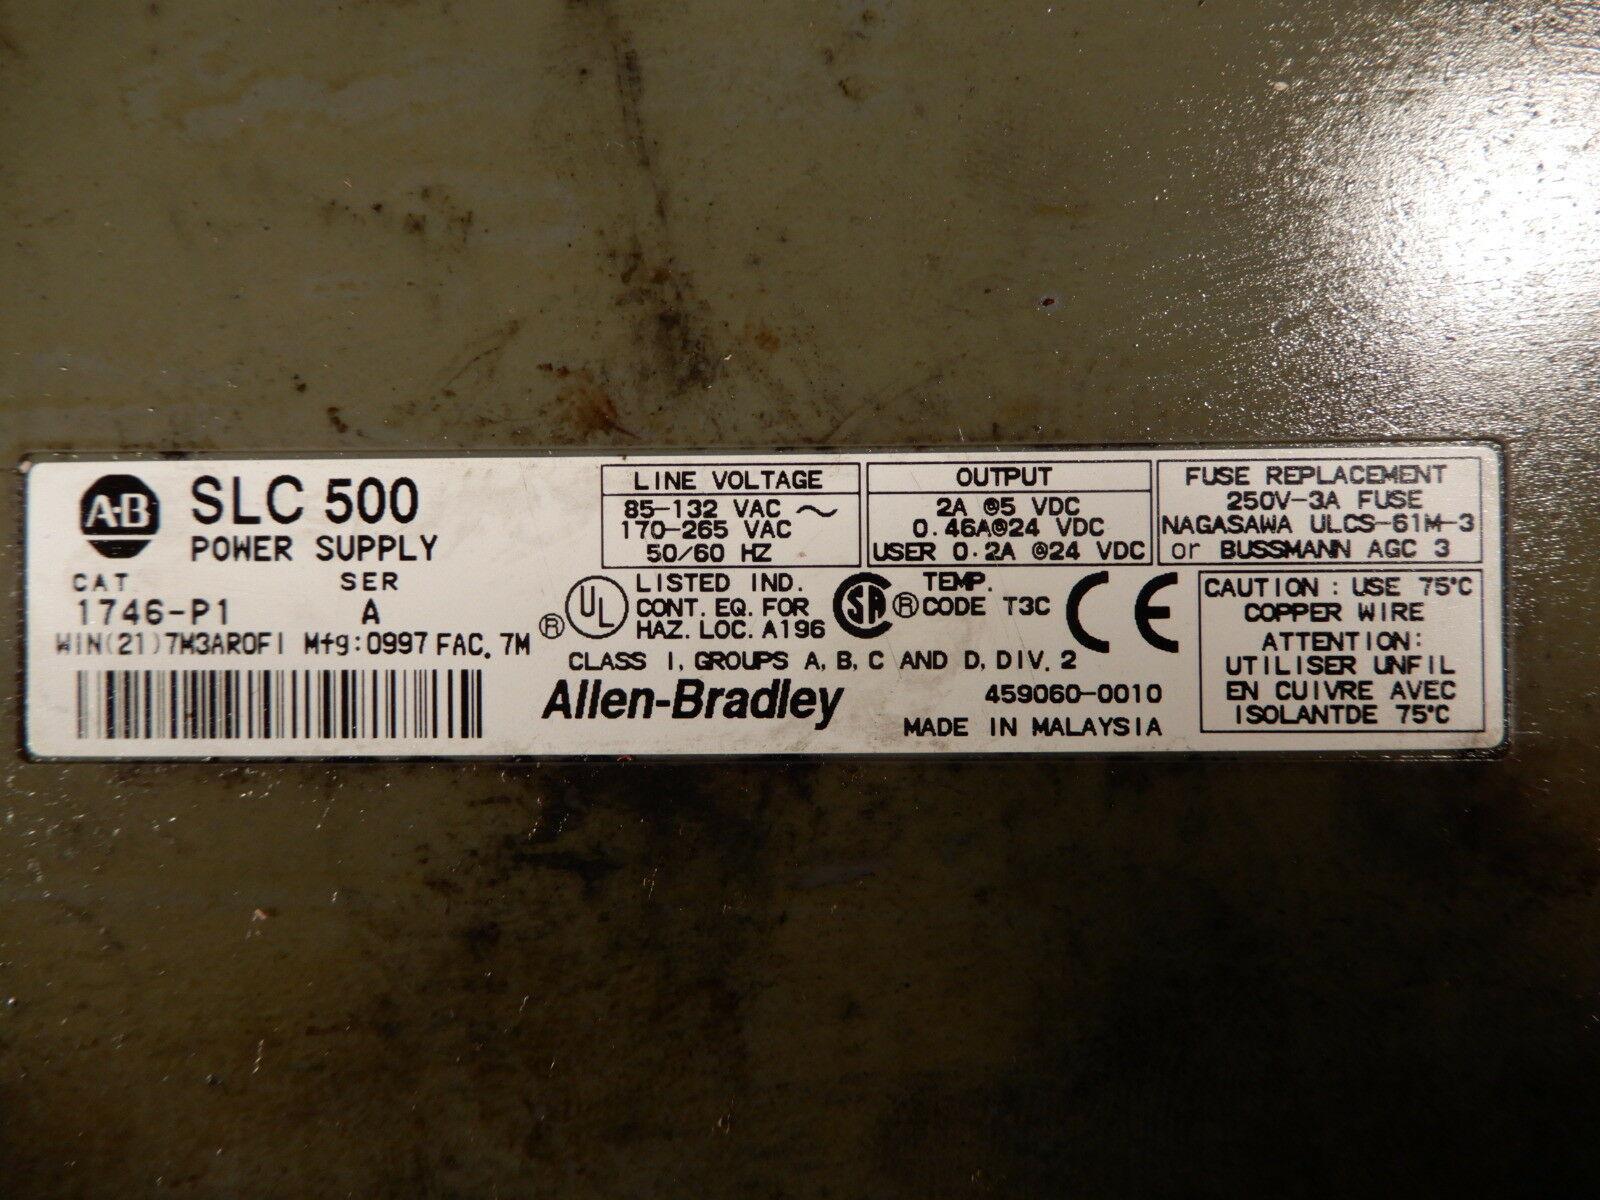 A·B
SLC 500
POWER SUPPLY
CAT
SER
1746-P1
A
WIN(21)7M3AROFI Mfg:0997 FAC. 7M
LINE VOLTAGE
85-132 VAC ~
170-265 VAC
50/60 HZ
OUTPUT
2A @5 VDC
0.46A@24 VDC
USER 0.2A @24 VDC
FUSE REPLACEMENT
250V-3A FUSE
NAGASAWA ULCS-61M-3
or BUSSMANN AGC 3
® UL
LISTED IND.
CONT. EQ. FOR
HAZ. LOC. A196
SA ®
TEMP.
CODE T3C
CE
CLASS I, GROUPS A, B, C AND D, DIV. 2
Allen-Bradley
459060-0010
MADE IN MALAYSIA
CAUTION : USE 75°C
COPPER WIRE
ATTENTION:
UTILISER UNFIL
EN CUIVRE AVEC
ISOLANTDE 75°C